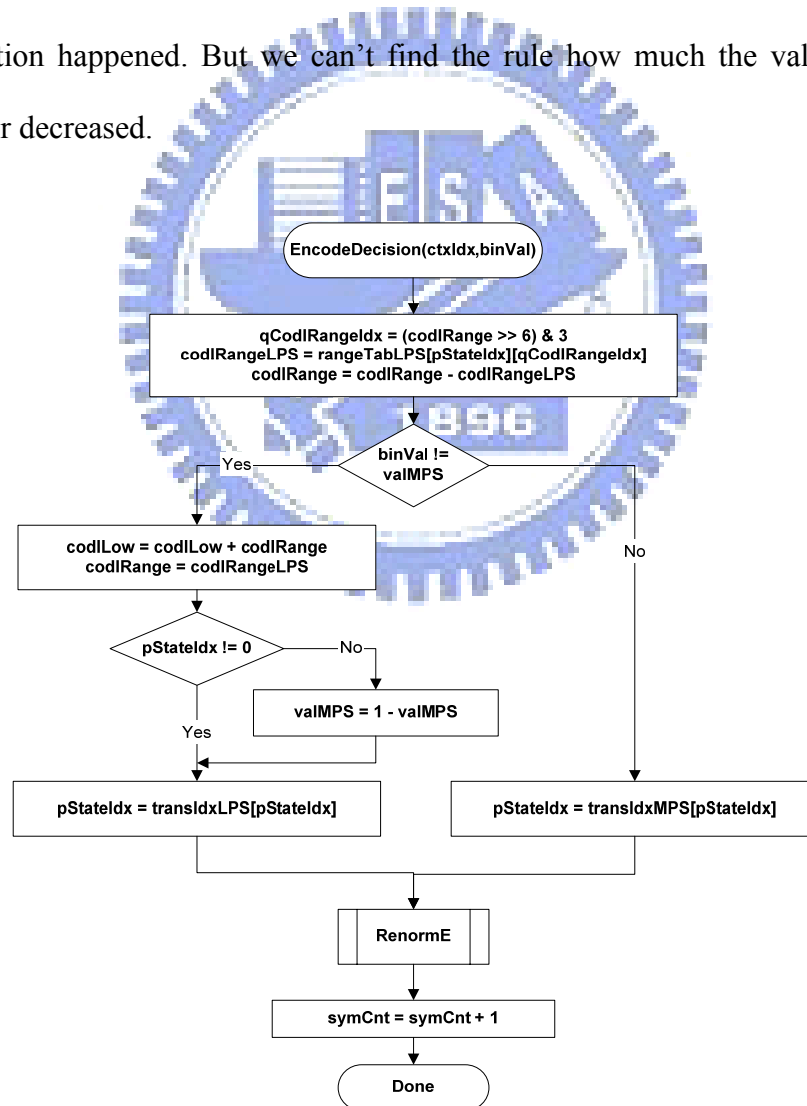 tion happened. But we can’t find the rule how much the val
r decreased.
E S A
EncodeDecision(ctxIdx,binVal)
qCodIRangeIdx = (codIRange >> 6) & 3
codIRangeLPS = rangeTabLPS[pStateIdx][qCodIRangeIdx]
codIRange = codIRange - codIRangeLPS
1896
binVal !=
valMPS
Yes
No
codILow = codILow + codIRange
codIRange = codIRangeLPS
pStateIdx != 0
No
valMPS = 1 - valMPS
Yes
pStateIdx = transIdxLPS[pStateIdx]
pStateIdx = transIdxMPS[pStateIdx]
RenormE
symCnt = symCnt + 1
Done